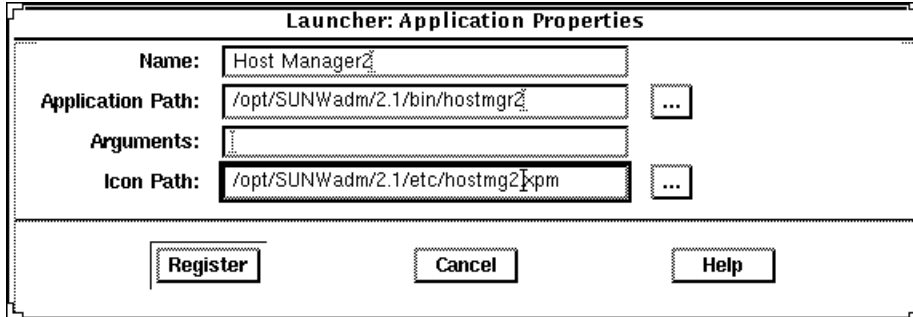 Launcher: Application Properties
Name: Host Manager2
Application Path: /opt/SUNWadm/2.1/bin/hostmgr2 ...
Arguments:
Icon Path: /opt/SUNWadm/2.1/etc/hostmg2.xpm ...
Register Cancel Help